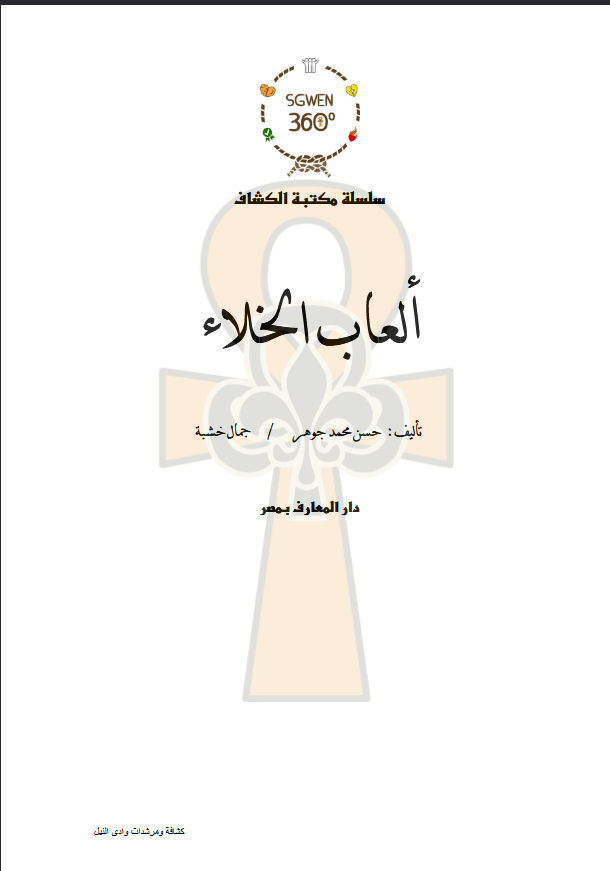 SGWEN
360°
سلسلة مكتبة الكشاف
ألعاب الخلاء
تأليف: حسن محمد جوهر / جمال خشبة
دار المعارف بمصر
كشافة ومرشدات وادى النيل